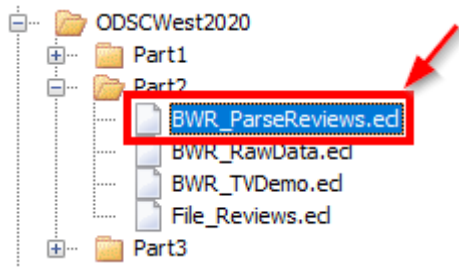 ODSCWest2020
Part1
Part2
BWR_ParseReviews.ecl
BWR_RawData.ecl
BWR_TVDemo.ecl
File_Reviews.ecl
Part3